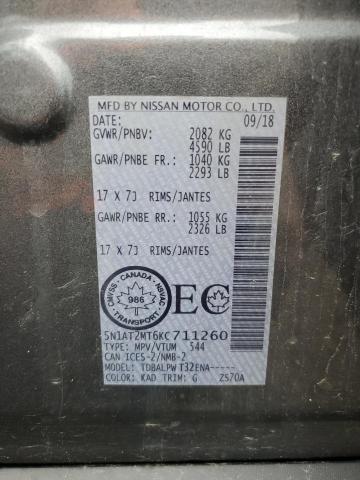 MFD BY NISSAN MOTOR CO., LTD.
DATE: 09/18
GVWR/PNBV: 2082 KG
4590 LB
GAWR/PNBE FR: 1040 KG
2293 LB
17 X 7J RIMS/JANTES
GAWR/PNBE RR: 1055 KG
2326 LB
17 X 7J RIMS/JANTES
CMVSS · CANADA · NSVAC
986
TRANSPORT
EC
5N1AT2MT6KC711260
TYPE: MPV/VTUM 544
CAN ICES-2/NMB-2
MODEL: TDBALPW T32ENA-----
COLOR: KAD TRIM: G ZS70A